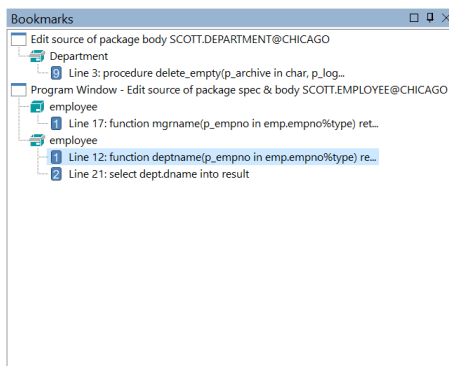 Bookmarks
Edit source of package body SCOTT.DEPARTMENT@CHICAGO
Department
9 Line 3: procedure delete_empty(p_archive in char, p_log...
Program Window - Edit source of package spec & body SCOTT.EMPLOYEE@CHICAGO
employee
1 Line 17: function mgrname(p_empno in emp.empno%type) ret...
employee
1 Line 12: function deptname(p_empno in emp.empno%type) re...
2 Line 21: select dept.dname into result